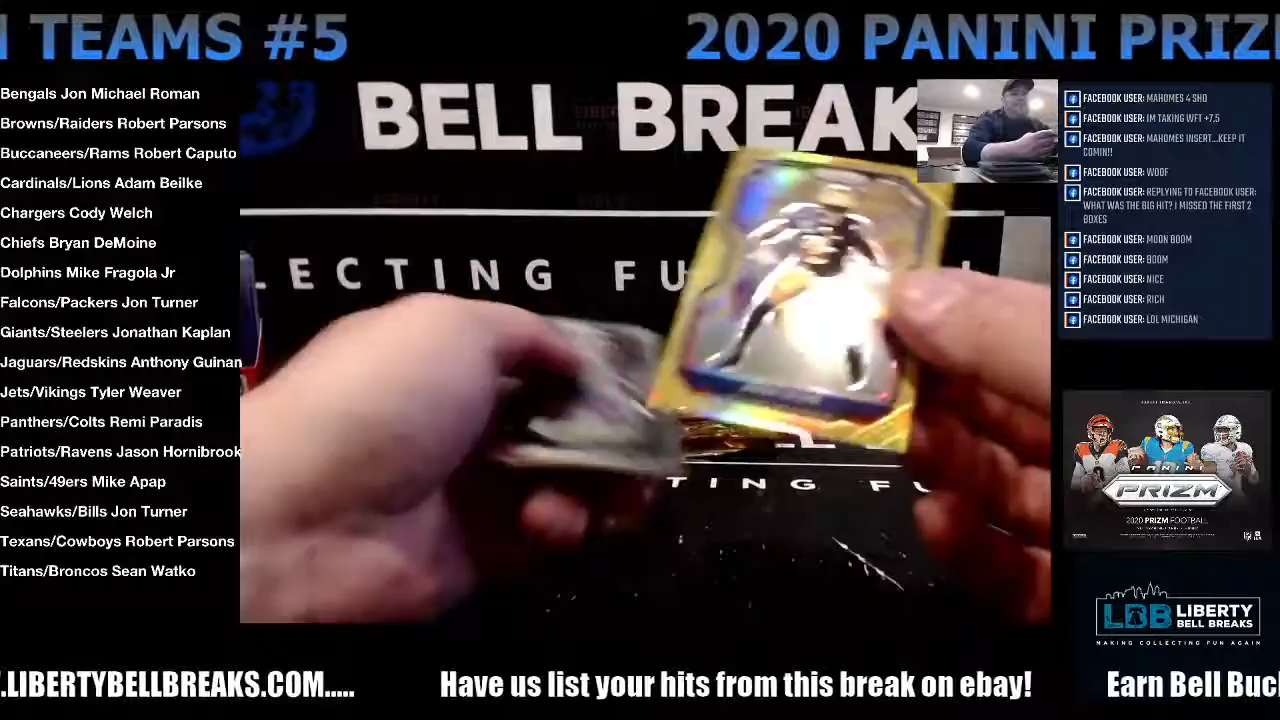 TEAMS #5
2020 PANINI PRIZ
Bengals Jon Michael Roman
Browns/Raiders Robert Parsons
Buccaneers/Rams Robert Caputo
Cardinals/Lions Adam Beilke
Chargers Cody Welch
Chiefs Bryan DeMoine
Dolphins Mike Fragola Jr
Falcons/Packers Jon Turner
Giants/Steelers Jonathan Kaplan
Jaguars/Redskins Anthony Guinan
Jets/Vikings Tyler Weaver
Panthers/Colts Remi Paradis
Patriots/Ravens Jason Hornibrook
Saints/49ers Mike Apap
Seahawks/Bills Jon Turner
Texans/Cowboys Robert Parsons
Titans/Broncos Sean Watko
BELL BREAK
LECTING FU
TING FU
FACEBOOK USER: MAHOMES 4 SHO
FACEBOOK USER: IM TAKING WFT +7.5
FACEBOOK USER: MAHOMES INSERT...KEEP IT
COMIN!!
FACEBOOK USER: WOOF
FACEBOOK USER: REPLYING TO FACEBOOK USER:
WHAT WAS THE BIG HIT? I MISSED THE FIRST 2
BOXES
FACEBOOK USER: MOON BOOM
FACEBOOK USER: BOOM
FACEBOOK USER: NICE
FACEBOOK USER: RICH
FACEBOOK USER: LOL MICHIGAN
PANINI
PRIZM
2020 PRIZM FOOTBALL
LBB LIBERTY
BELL BREAKS
MAKING COLLECTING FUN AGAIN
.LIBERTYBELLBREAKS.COM.....
Have us list your hits from this break on ebay!
Earn Bell Buc